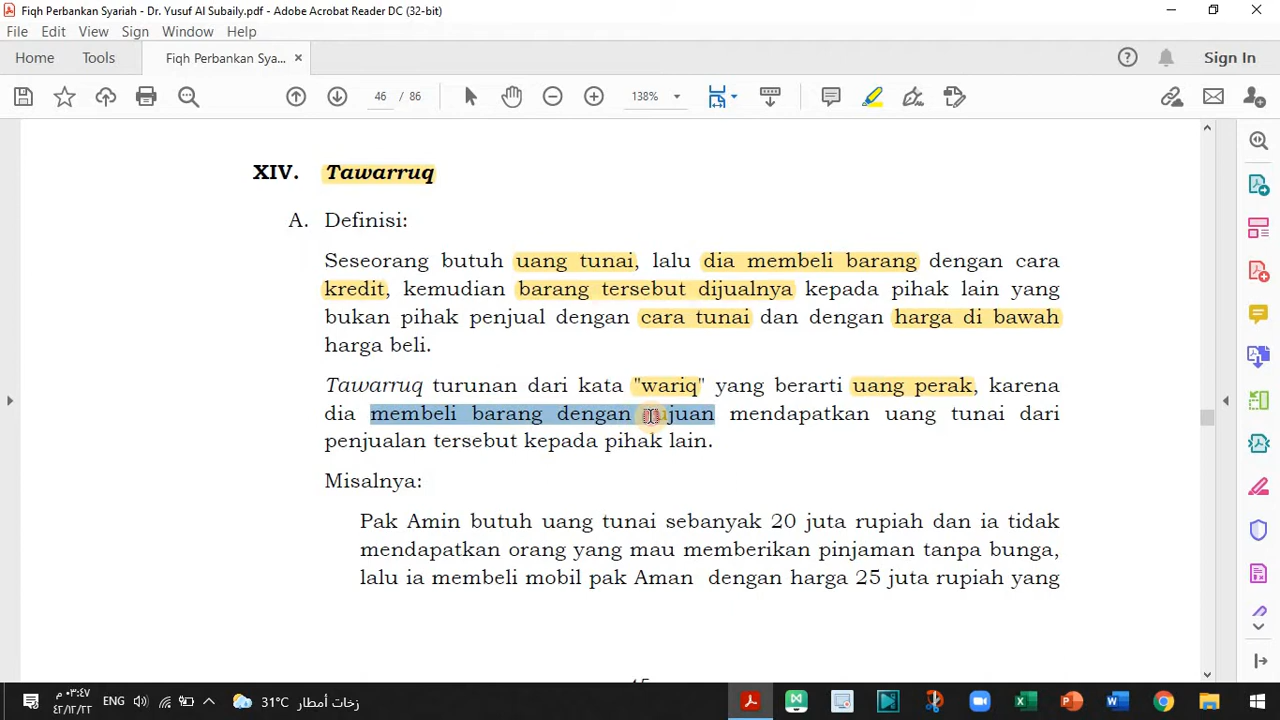 Fiqh Perbankan Syariah - Dr. Yusuf Al Subaily.pdf - Adobe Acrobat Reader DC (32-bit)
File Edit View Sign Window Help
Home Tools Fiqh Perbankan Sya... × Sign In
46 / 86 138%
XIV. Tawarruq
A. Definisi:
Seseorang butuh uang tunai, lalu dia membeli barang dengan cara
kredit, kemudian barang tersebut dijualnya kepada pihak lain yang
bukan pihak penjual dengan cara tunai dan dengan harga di bawah
harga beli.
Tawarruq turunan dari kata "wariq" yang berarti uang perak, karena
dia membeli barang dengan tujuan mendapatkan uang tunai dari
penjualan tersebut kepada pihak lain.
Misalnya:
Pak Amin butuh uang tunai sebanyak 20 juta rupiah dan ia tidak
mendapatkan orang yang mau memberikan pinjaman tanpa bunga,
lalu ia membeli mobil pak Aman dengan harga 25 juta rupiah yang
ENG 31°C زخات أمطار
٠٣:٤٧ م
٤٢/١٢/٢٢